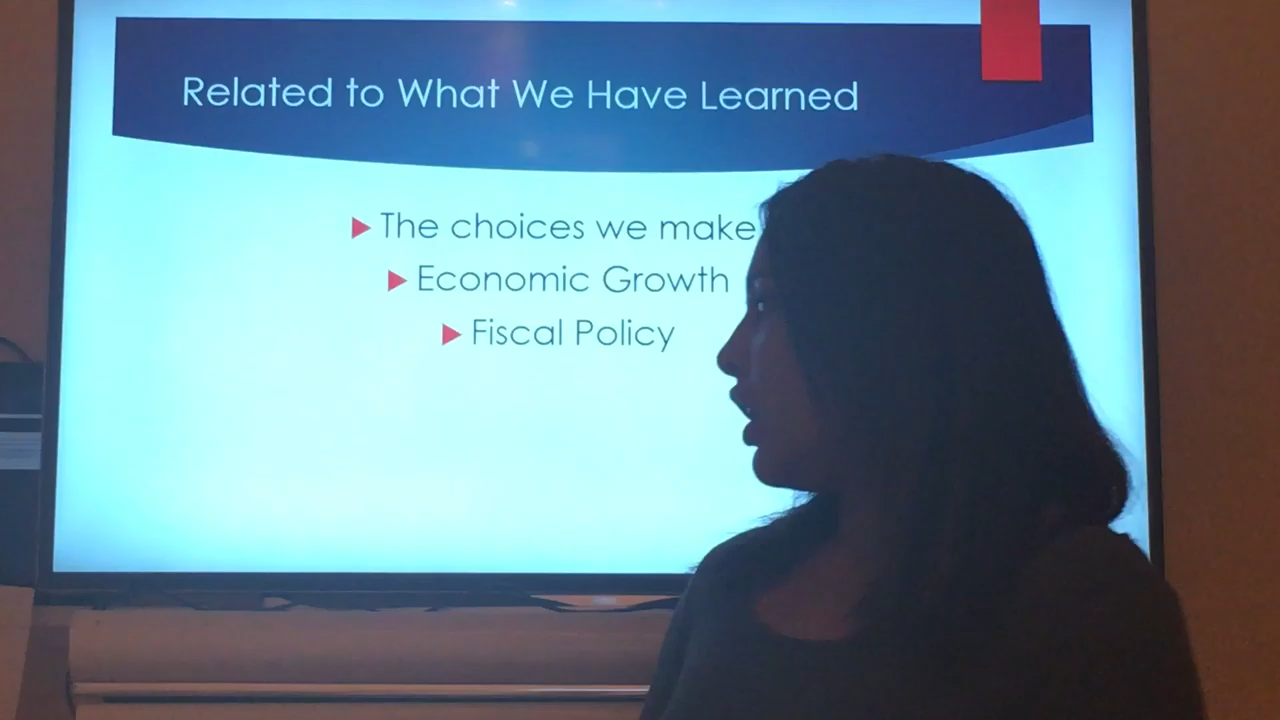 Related to What We Have Learned
The choices we make
Economic Growth
Fiscal Policy